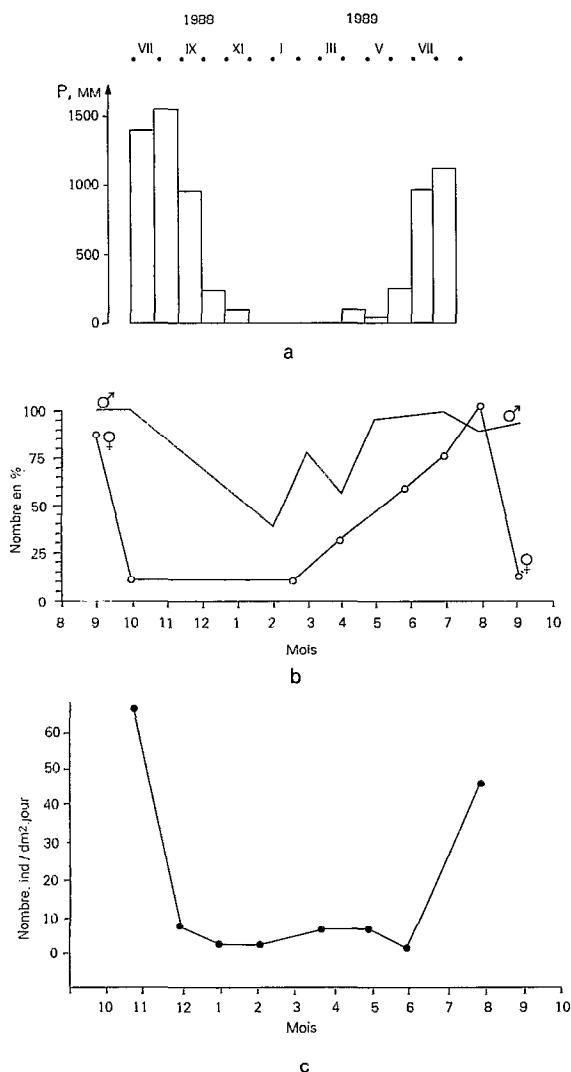 1988 1989
VII IX XI I III V VII
P, MM
1500
1000
500
0
a
♂ ♂
♀ ♀
Nombre en %
100
75
50
25
0
8 9 10 11 12 1 2 3 4 5 6 7 8 9 10
Mois
b
Nombre, ind / dm² jour
60
50
40
30
20
10
0
10 11 12 1 2 3 4 5 6 7 8 9 10
Mois
c